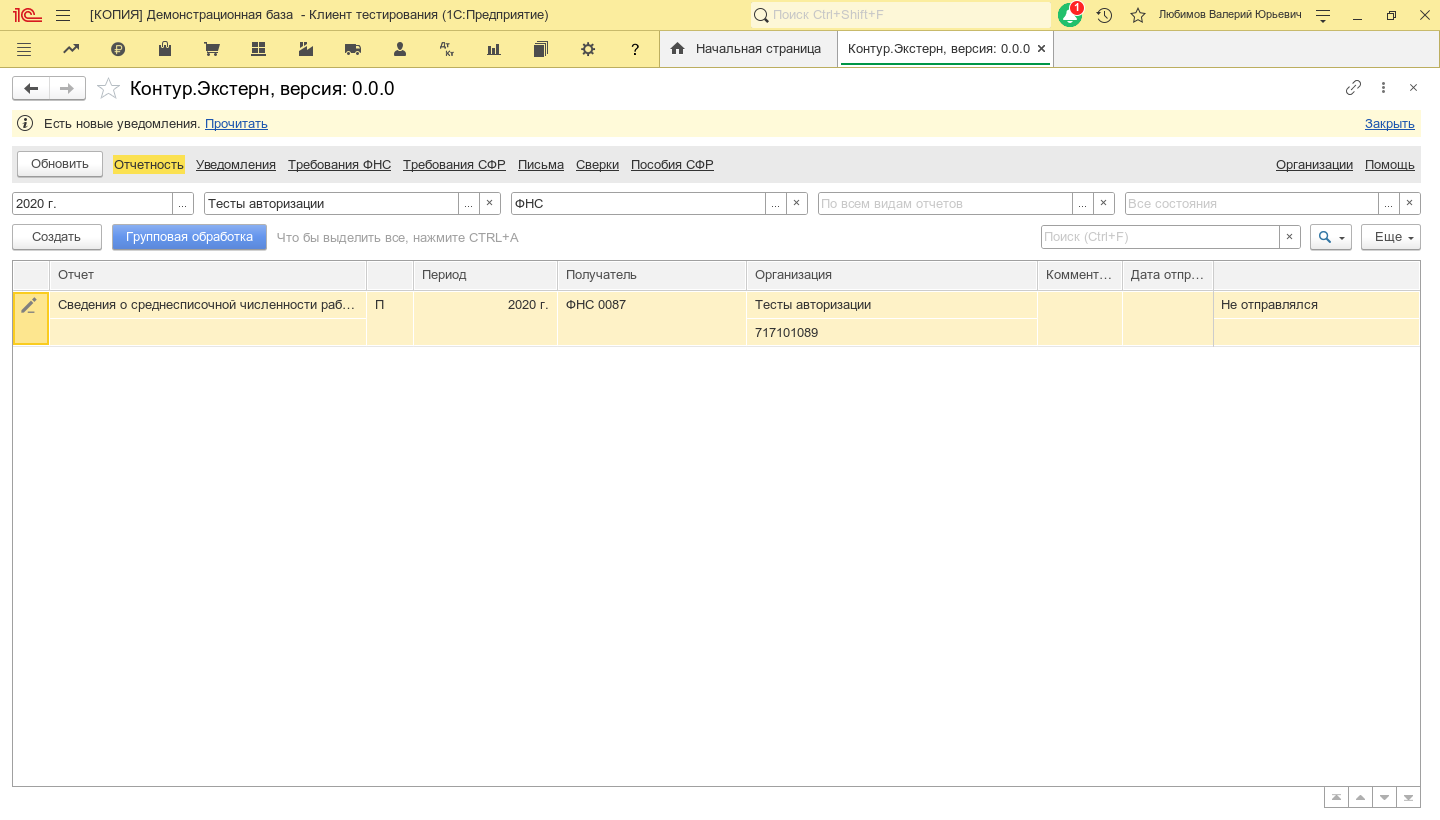 [КОПИЯ] Демонстрационная база - Клиент тестирования (1С:Предприятие) Поиск Ctrl+Shift+F 1 Любимов Валерий Юрьевич
Дт Кт ? Начальная страница Контур.Экстерн, версия: 0.0.0
Контур.Экстерн, версия: 0.0.0
Есть новые уведомления. Прочитать Закрыть
Обновить Отчетность Уведомления Требования ФНС Требования СФР Письма Сверки Пособия СФР Организации Помощь
2020 г. ... Тесты авторизации ... × ФНС ... × По всем видам отчетов ... × Все состояния ... ×
Создать Групповая обработка Что бы выделить все, нажмите CTRL+A Поиск (Ctrl+F) × Еще
Отчет Период Получатель Организация Коммент... Дата отпр...
Сведения о среднесписочной численности раб... П 2020 г. ФНС 0087 Тесты авторизации Не отправлялся
717101089